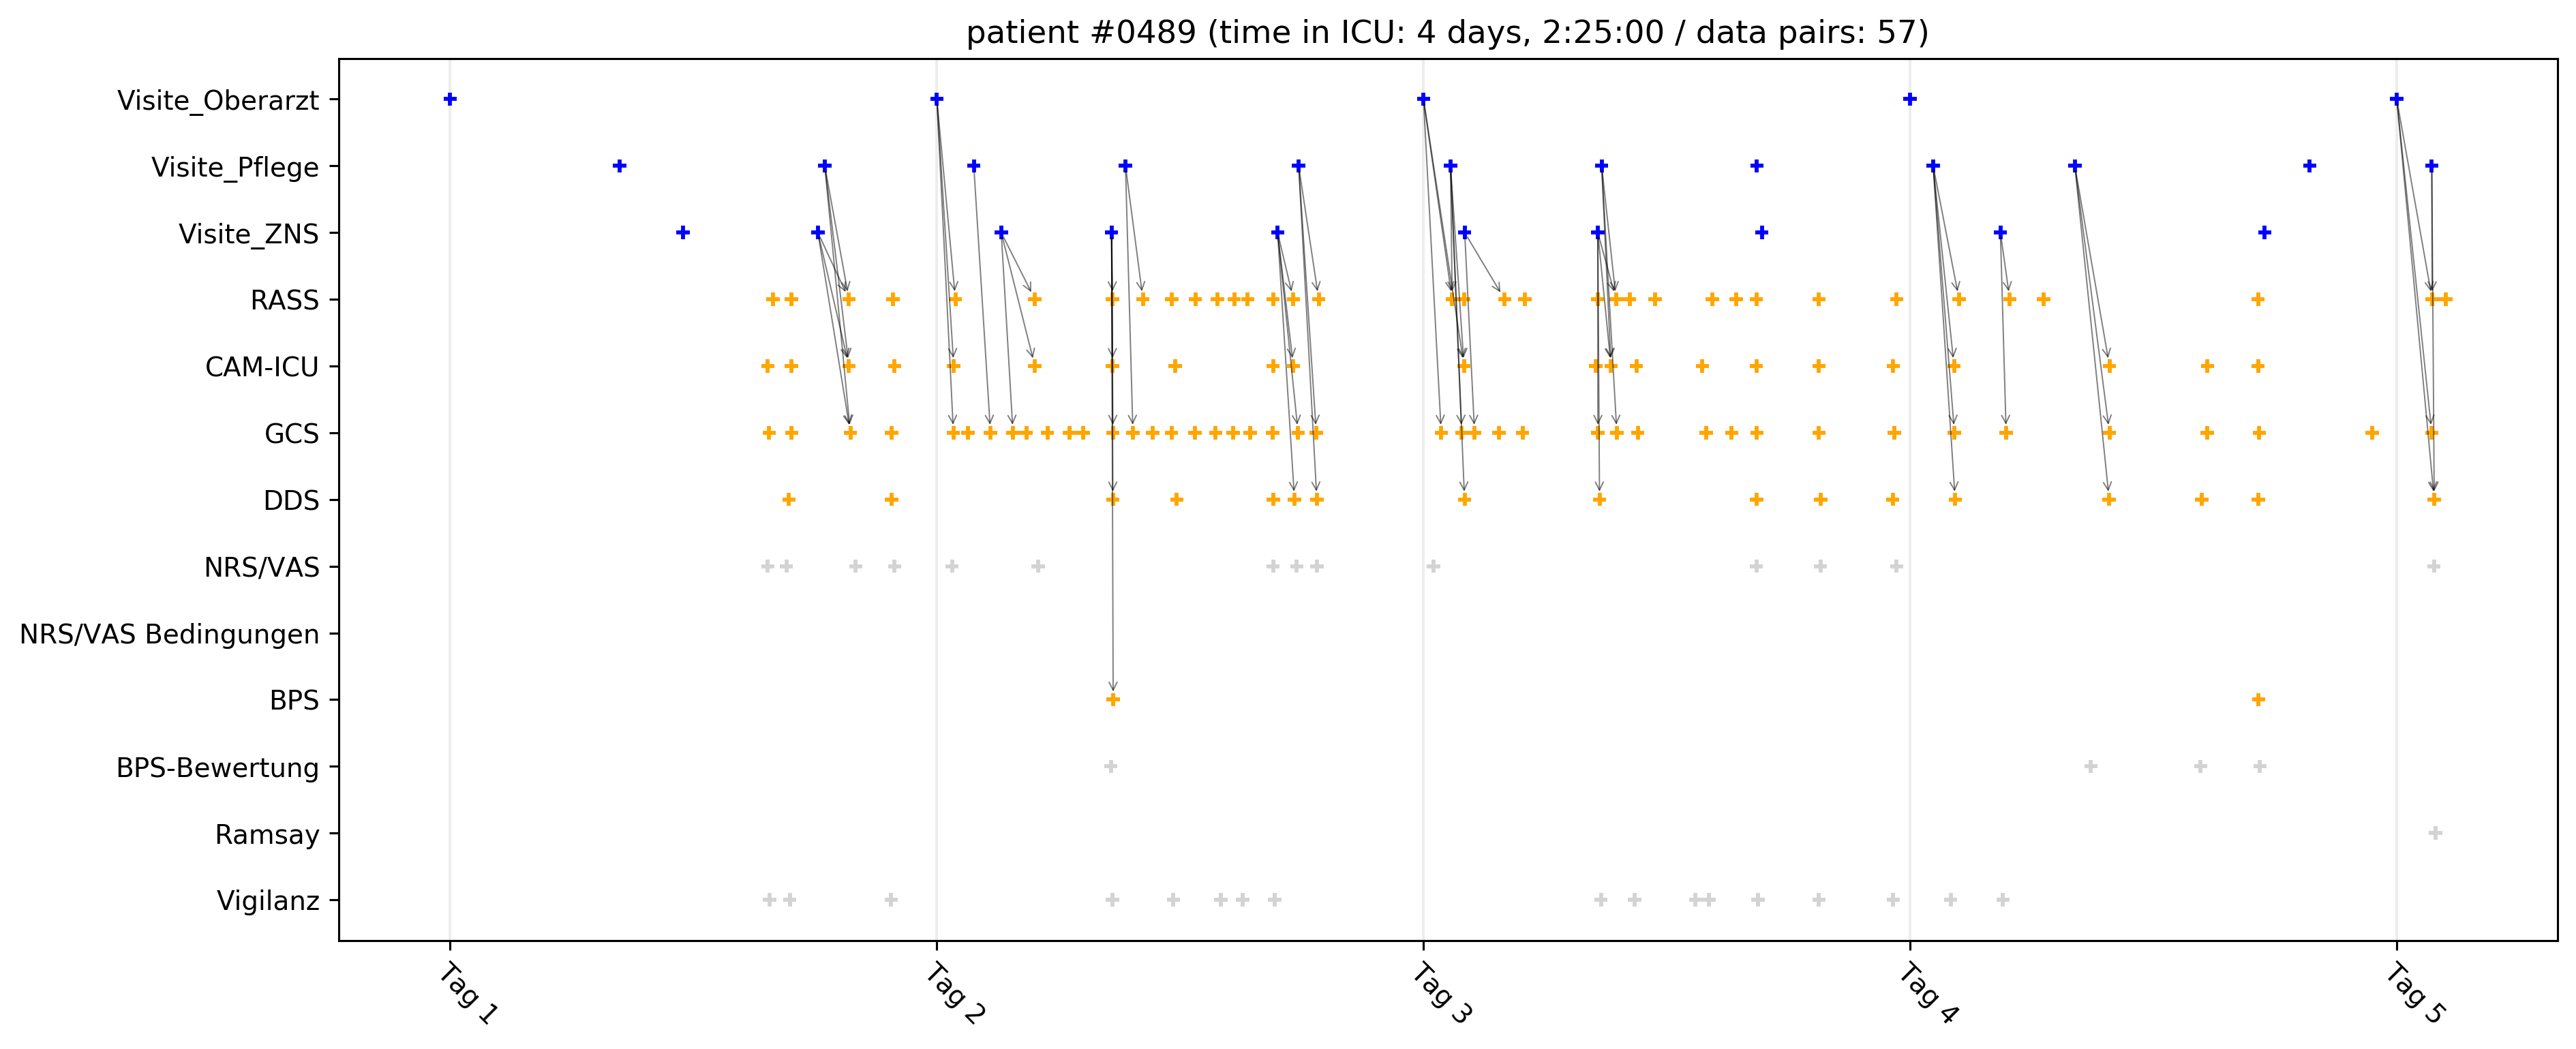 patient #0489 (time in ICU: 4 days, 2:25:00 / data pairs: 57)
Visite_Oberarzt
Visite_Pflege
Visite_ZNS
RASS
CAM-ICU
GCS
DDS
NRS/VAS
NRS/VAS Bedingungen
BPS
BPS-Bewertung
Ramsay
Vigilanz
Tag 1
Tag 2
Tag 3
Tag 4
Tag 5